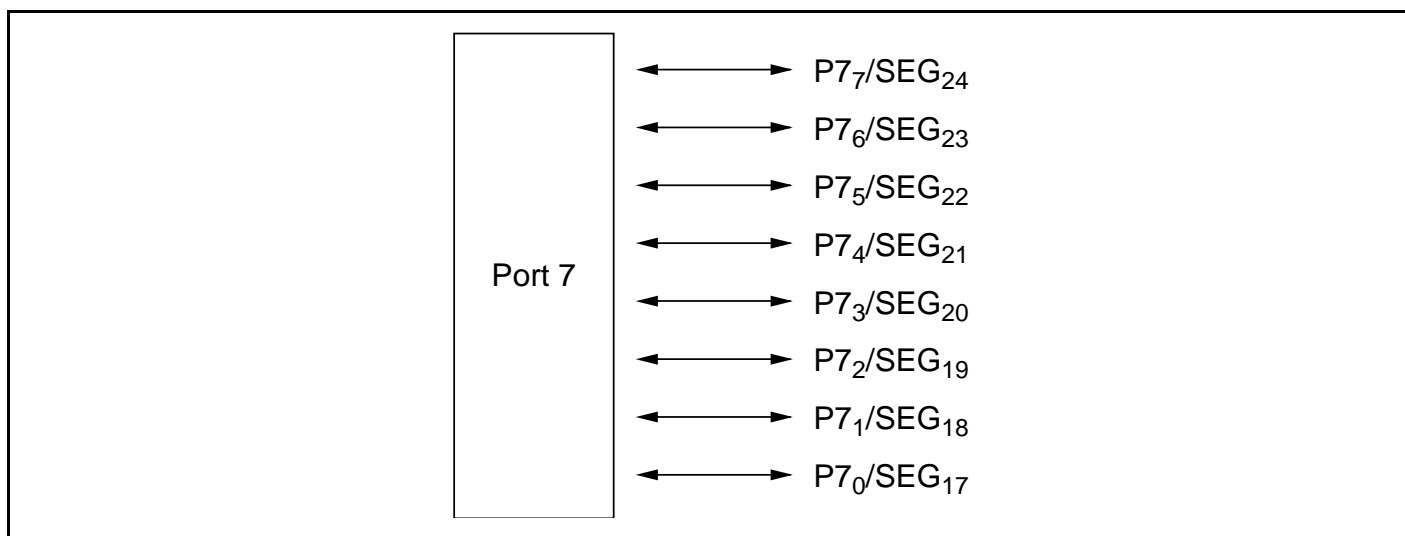 P7₇/SEG₂₄
P7₆/SEG₂₃
P7₅/SEG₂₂
P7₄/SEG₂₁
Port 7
P7₃/SEG₂₀
P7₂/SEG₁₉
P7₁/SEG₁₈
P7₀/SEG₁₇